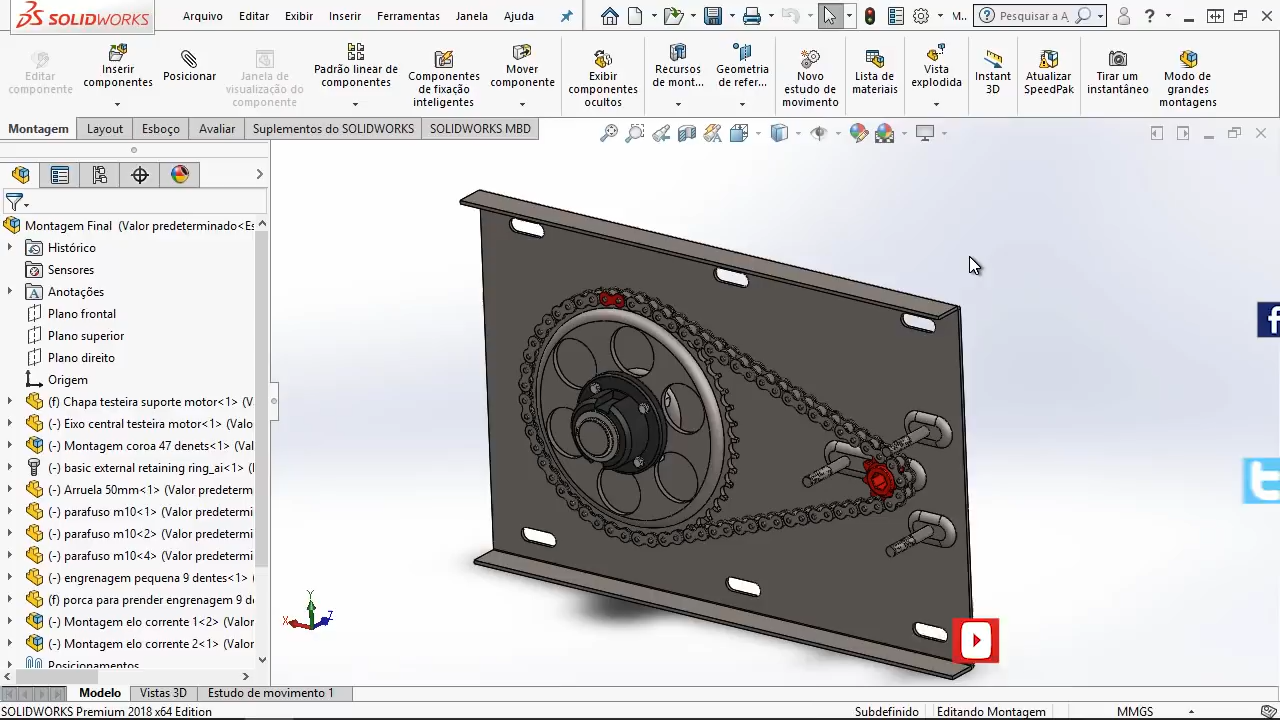 SOLIDWORKS
Arquivo Editar Exibir Inserir Ferramentas Janela Ajuda
M..
Pesquisar a A
?
Editar componente
Inserir componentes
Posicionar
Janela de visualização do componente
Padrão linear de componentes
Componentes de fixação inteligentes
Mover componente
Exibir componentes ocultos
Recursos de mont...
Geometria de refer...
Novo estudo de movimento
Lista de materiais
Vista explodida
Instant 3D
Atualizar SpeedPak
Tirar um instantâneo
Modo de grandes montagens
Montagem Layout Esboço Avaliar Suplementos do SOLIDWORKS SOLIDWORKS MBD
Montagem Final (Valor predeterminado<Es
Histórico
Sensores
Anotações
Plano frontal
Plano superior
Plano direito
Origem
(f) Chapa testeira suporte motor<1> (V
(-) Eixo central testeira motor<1> (Valo
(-) Montagem coroa 47 denets<1> (Valor
(-) basic external retaining ring_ai<1> (
(-) Arruela 50mm<1> (Valor predeterm
(-) parafuso m10<1> (Valor predetermi
(-) parafuso m10<2> (Valor predetermi
(-) parafuso m10<4> (Valor predetermi
(-) engrenagem pequena 9 dentes<1> (
(f) porca para prender engrenagem 9 d
(-) Montagem elo corrente 1<2> (Valor
(-) Montagem elo corrente 2<1> (Valor
Posicionamentos
Y
X Z
f
Modelo Vistas 3D Estudo de movimento 1
SOLIDWORKS Premium 2018 x64 Edition Subdefinido Editando Montagem MMGS